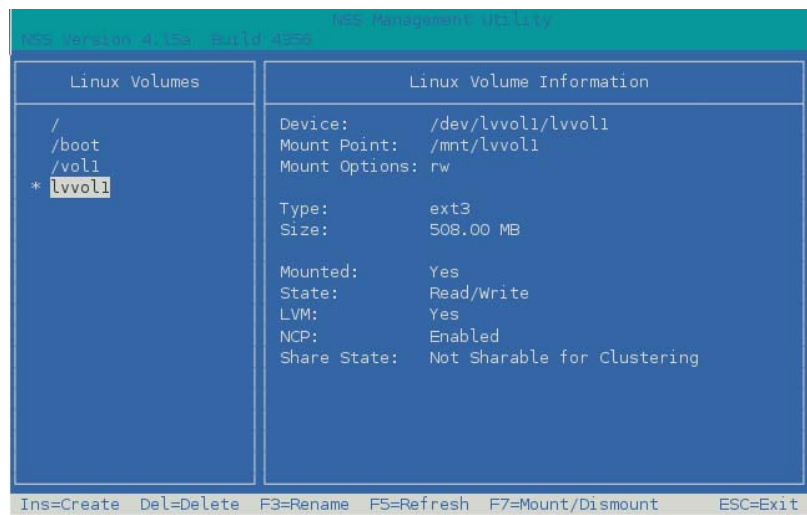 NSS Management Utility
NSS Version 4.15a Build 4956
Linux Volumes
/
/boot
/vol1
* lvvol1
Linux Volume Information
Device: /dev/lvvol1/lvvol1
Mount Point: /mnt/lvvol1
Mount Options: rw
Type: ext3
Size: 508.00 MB
Mounted: Yes
State: Read/Write
LVM: Yes
NCP: Enabled
Share State: Not Sharable for Clustering
Ins=Create Del=Delete F3=Rename F5=Refresh F7=Mount/Dismount ESC=Exit